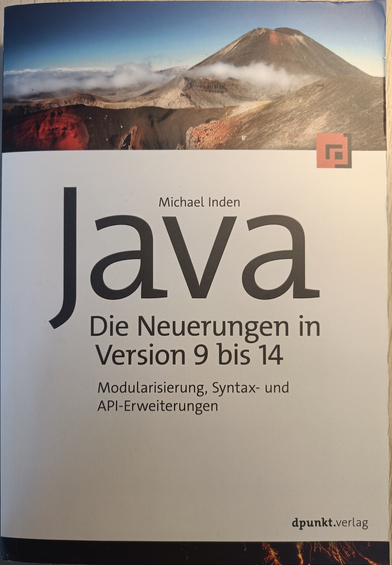 Michael Inden
Java
Die Neuerungen in
Version 9 bis 14
Modularisierung, Syntax- und
API-Erweiterungen
dpunkt.verlag